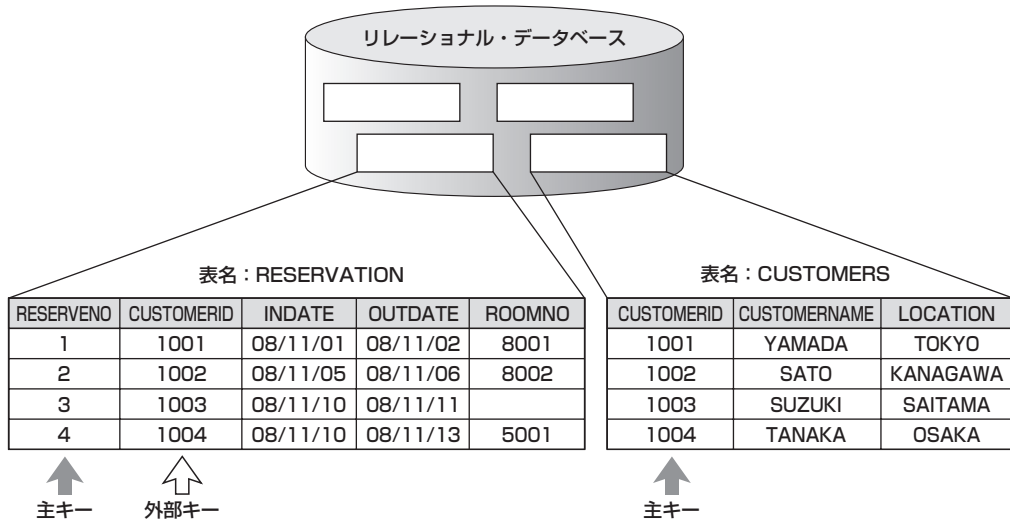 リレーショナル・データベース
表名：RESERVATION
RESERVENO CUSTOMERID INDATE OUTDATE ROOMNO
1 1001 08/11/01 08/11/02 8001
2 1002 08/11/05 08/11/06 8002
3 1003 08/11/10 08/11/11
4 1004 08/11/10 08/11/13 5001
主キー 外部キー
表名：CUSTOMERS
CUSTOMERID CUSTOMERNAME LOCATION
1001 YAMADA TOKYO
1002 SATO KANAGAWA
1003 SUZUKI SAITAMA
1004 TANAKA OSAKA
主キー